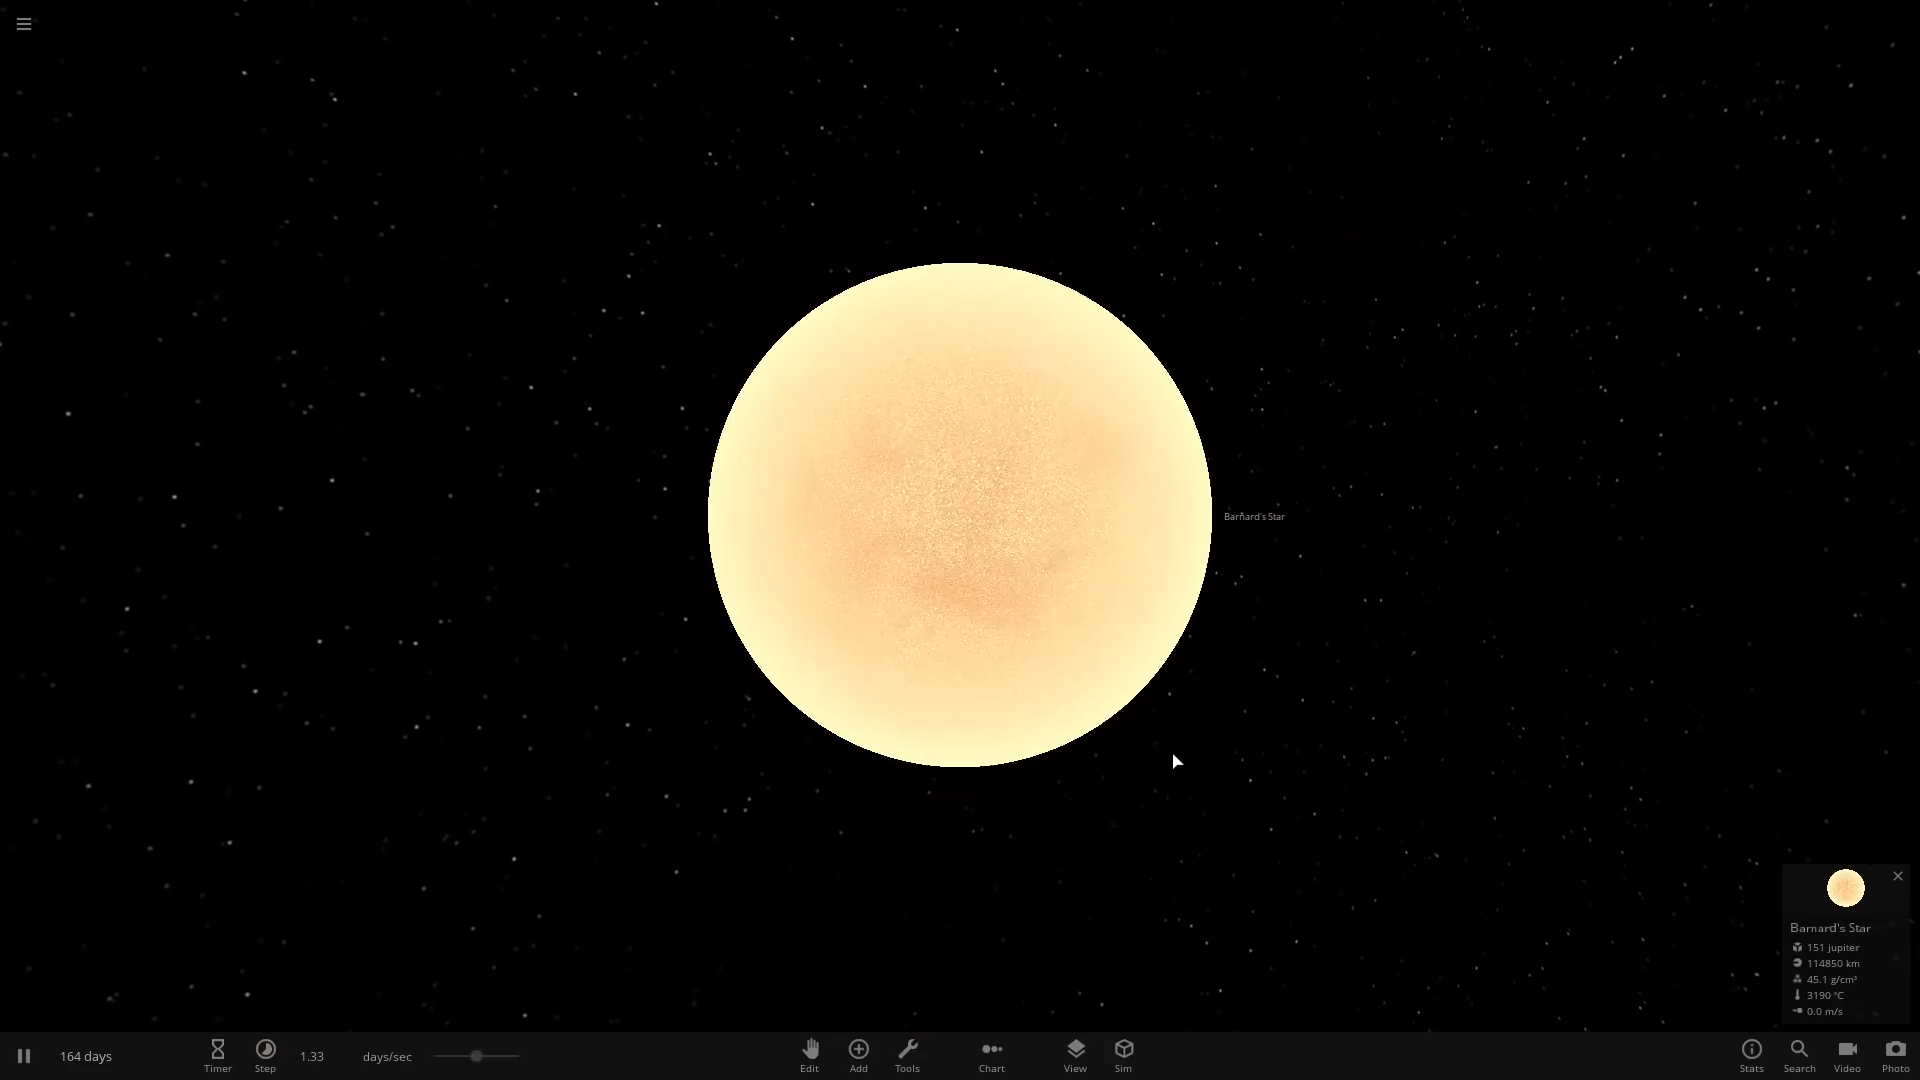 Barnard's Star
Barnard's Star
151 jupiter
114850 km
45.1 g/cm³
3190 °C
0.0 m/s
164 days
Timer
Step
1.33
days/sec
Edit
Add
Tools
Chart
View
Sim
Stats
Search
Video
Photo